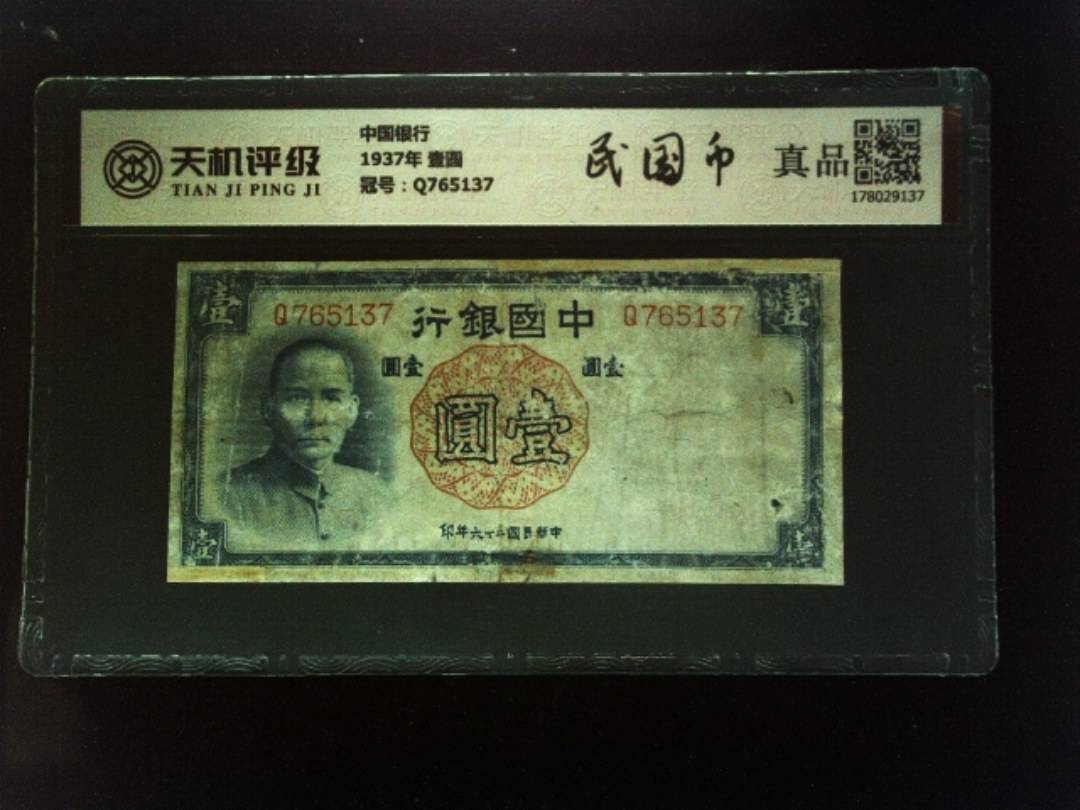 天机评级
TIAN JI PING JI
中国银行
1937年 壹圆
冠号：Q765137
民国币
真品
178029137
壹
壹
Q765137
行銀國中
Q765137
圓壹
圓壹
圓壹
印年六十二國民華中
壹
壹